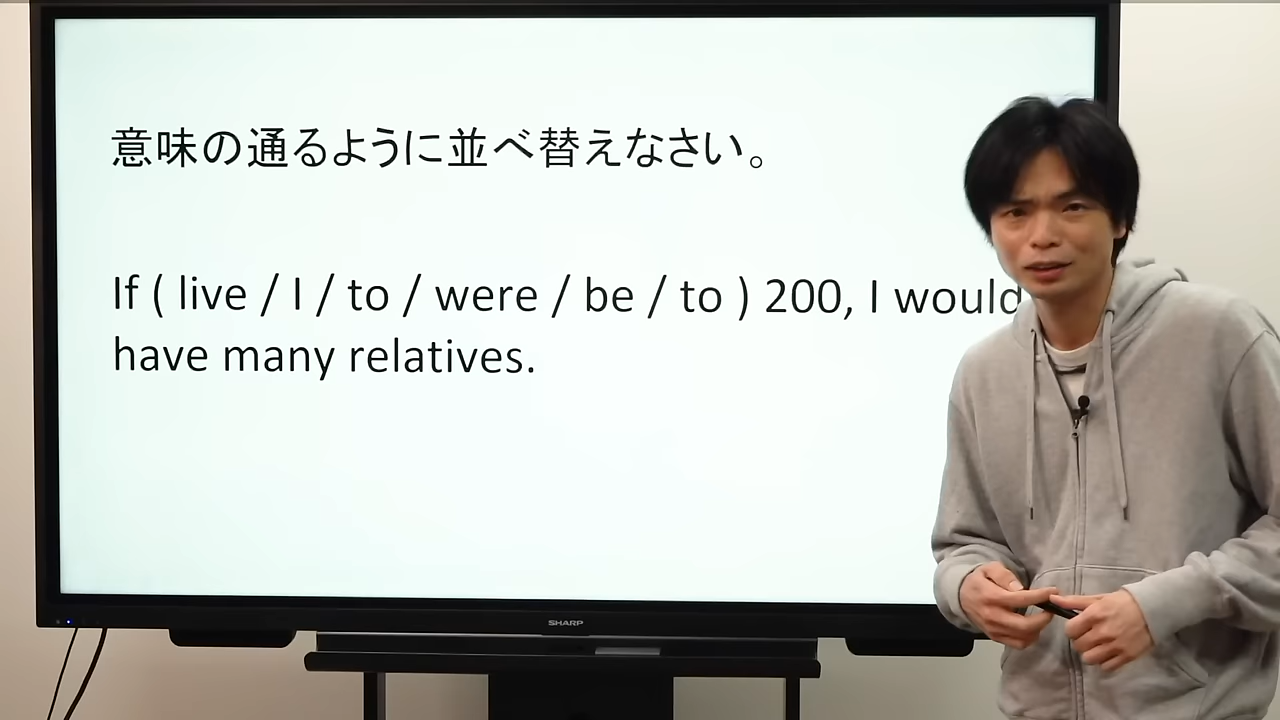 意味の通るように並べ替えなさい。
If ( live / I / to / were / be / to ) 200, I would
have many relatives.
SHARP